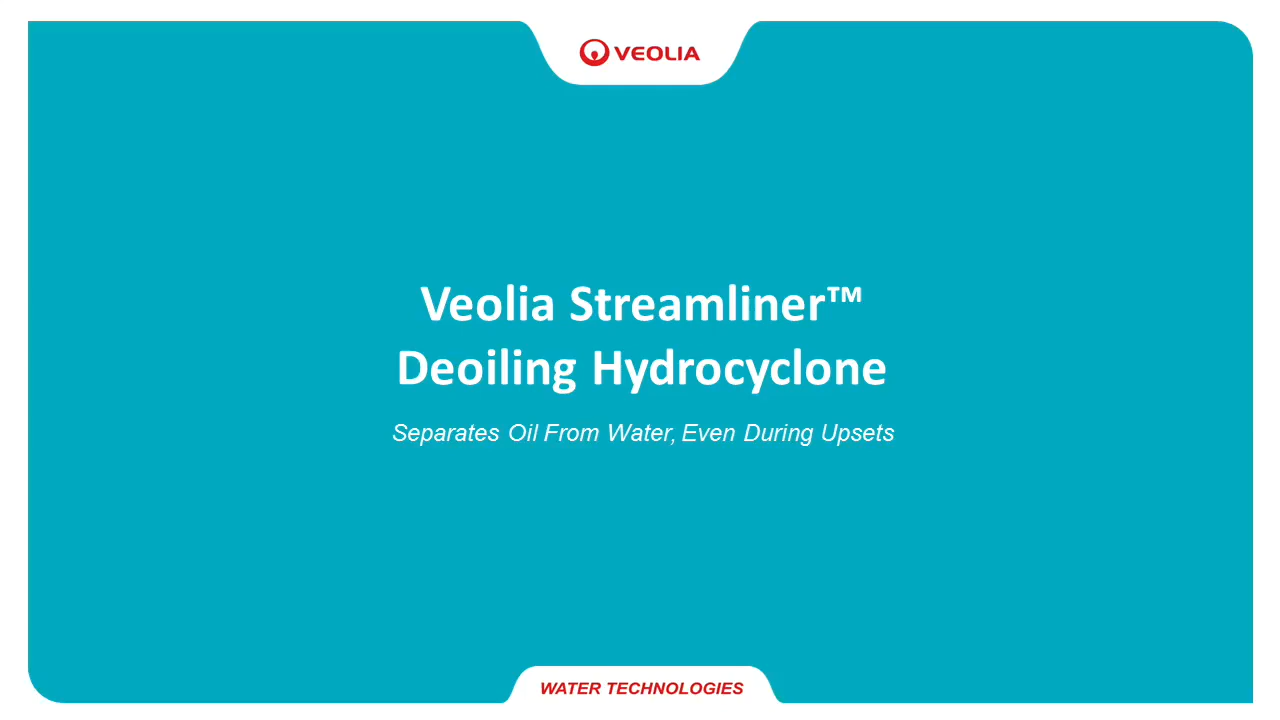 VEOLIA
Veolia Streamliner™
Deoiling Hydrocyclone
Separates Oil From Water, Even During Upsets
WATER TECHNOLOGIES